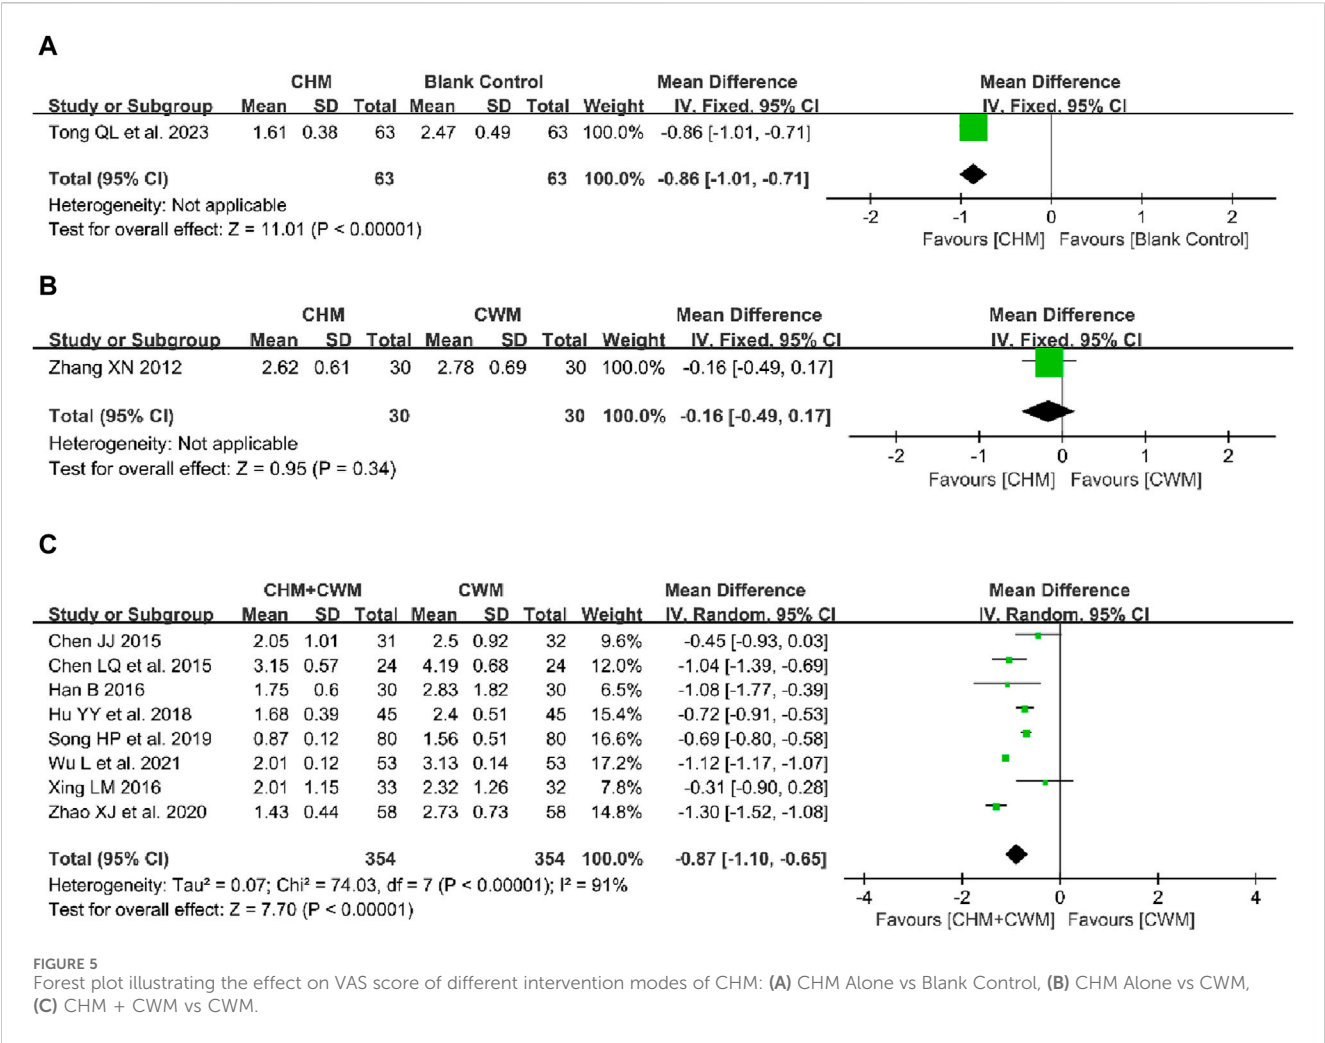 A
CHM Blank Control Mean Difference Mean Difference
Study or Subgroup Mean SD Total Mean SD Total Weight IV. Fixed. 95% CI IV. Fixed. 95% CI
Tong QL et al. 2023 1.61 0.38 63 2.47 0.49 63 100.0% -0.86 [-1.01, -0.71]
Total (95% CI) 63 63 100.0% -0.86 [-1.01, -0.71]
Heterogeneity: Not applicable
Test for overall effect: Z = 11.01 (P < 0.00001)
-2 -1 0 1 2
Favours [CHM] Favours [Blank Control]
B
CHM CWM Mean Difference Mean Difference
Study or Subgroup Mean SD Total Mean SD Total Weight IV. Fixed. 95% CI IV. Fixed. 95% CI
Zhang XN 2012 2.62 0.61 30 2.78 0.69 30 100.0% -0.16 [-0.49, 0.17]
Total (95% CI) 30 30 100.0% -0.16 [-0.49, 0.17]
Heterogeneity: Not applicable
Test for overall effect: Z = 0.95 (P = 0.34)
-2 -1 0 1 2
Favours [CHM] Favours [CWM]
C
CHM+CWM CWM Mean Difference Mean Difference
Study or Subgroup Mean SD Total Mean SD Total Weight IV. Random. 95% CI IV. Random. 95% CI
Chen JJ 2015 2.05 1.01 31 2.5 0.92 32 9.6% -0.45 [-0.93, 0.03]
Chen LQ et al. 2015 3.15 0.57 24 4.19 0.68 24 12.0% -1.04 [-1.39, -0.69]
Han B 2016 1.75 0.6 30 2.83 1.82 30 6.5% -1.08 [-1.77, -0.39]
Hu YY et al. 2018 1.68 0.39 45 2.4 0.51 45 15.4% -0.72 [-0.91, -0.53]
Song HP et al. 2019 0.87 0.12 80 1.56 0.51 80 16.6% -0.69 [-0.80, -0.58]
Wu L et al. 2021 2.01 0.12 53 3.13 0.14 53 17.2% -1.12 [-1.17, -1.07]
Xing LM 2016 2.01 1.15 33 2.32 1.26 32 7.8% -0.31 [-0.90, 0.28]
Zhao XJ et al. 2020 1.43 0.44 58 2.73 0.73 58 14.8% -1.30 [-1.52, -1.08]
Total (95% CI) 354 354 100.0% -0.87 [-1.10, -0.65]
Heterogeneity: Tau² = 0.07; Chi² = 74.03, df = 7 (P < 0.00001); I² = 91%
Test for overall effect: Z = 7.70 (P < 0.00001)
-4 -2 0 2 4
Favours [CHM+CWM] Favours [CWM]
FIGURE 5
Forest plot illustrating the effect on VAS score of different intervention modes of CHM: (A) CHM Alone vs Blank Control, (B) CHM Alone vs CWM,
(C) CHM + CWM vs CWM.